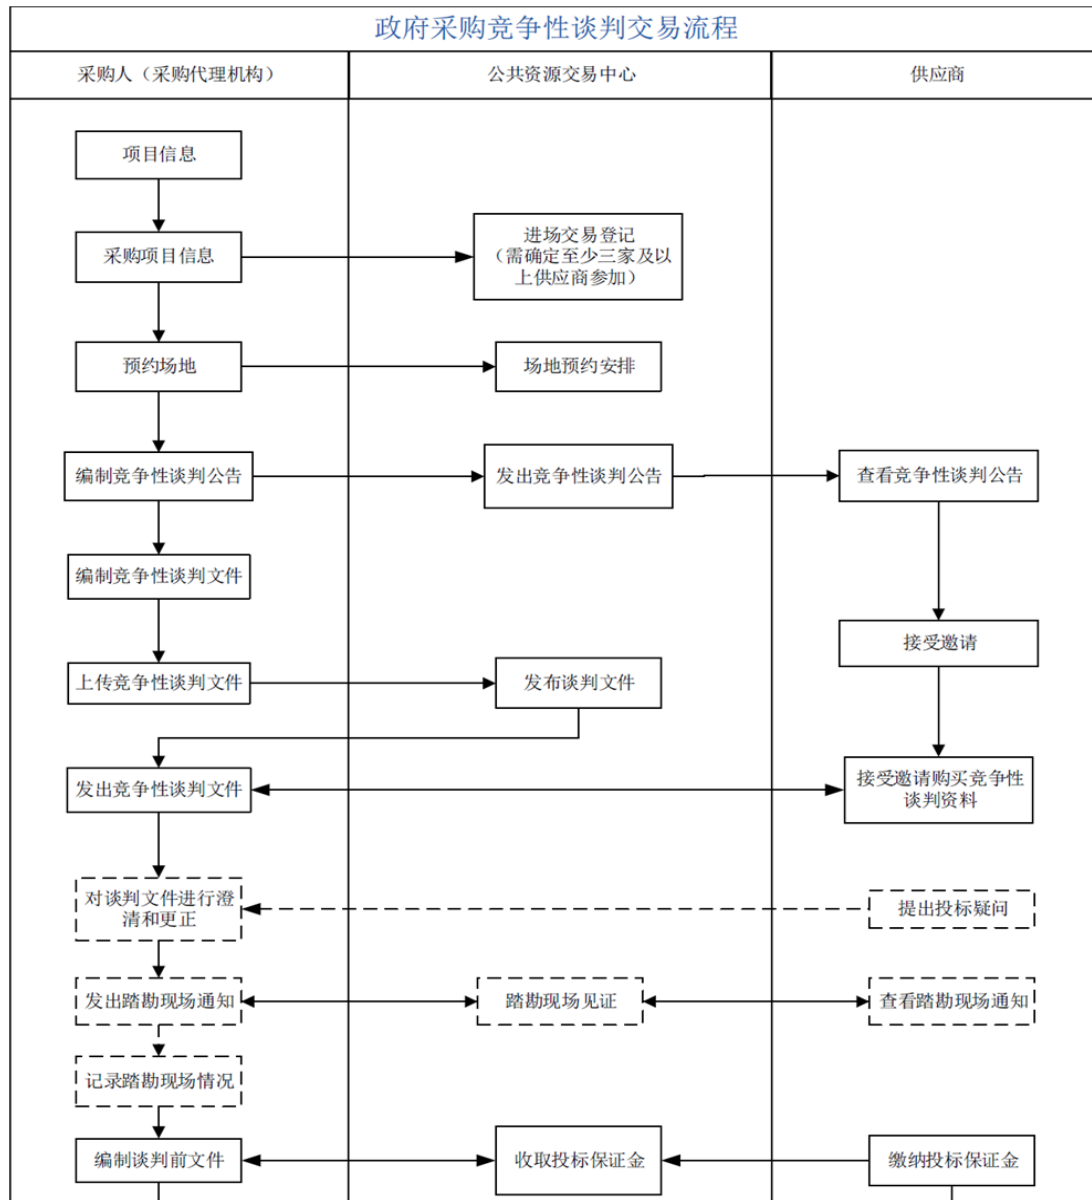 政府采购竞争性谈判交易流程
采购人（采购代理机构）
公共资源交易中心
供应商
项目信息
采购项目信息
进场交易登记
（需确定至少三家及以
上供应商参加）
预约场地
场地预约安排
编制竞争性谈判公告
发出竞争性谈判公告
查看竞争性谈判公告
编制竞争性谈判文件
接受邀请
上传竞争性谈判文件
发布谈判文件
发出竞争性谈判文件
接受邀请购买竞争性
谈判资料
对谈判文件进行澄
清和更正
提出投标疑问
发出踏勘现场通知
踏勘现场见证
查看踏勘现场通知
记录踏勘现场情况
编制谈判前文件
收取投标保证金
缴纳投标保证金